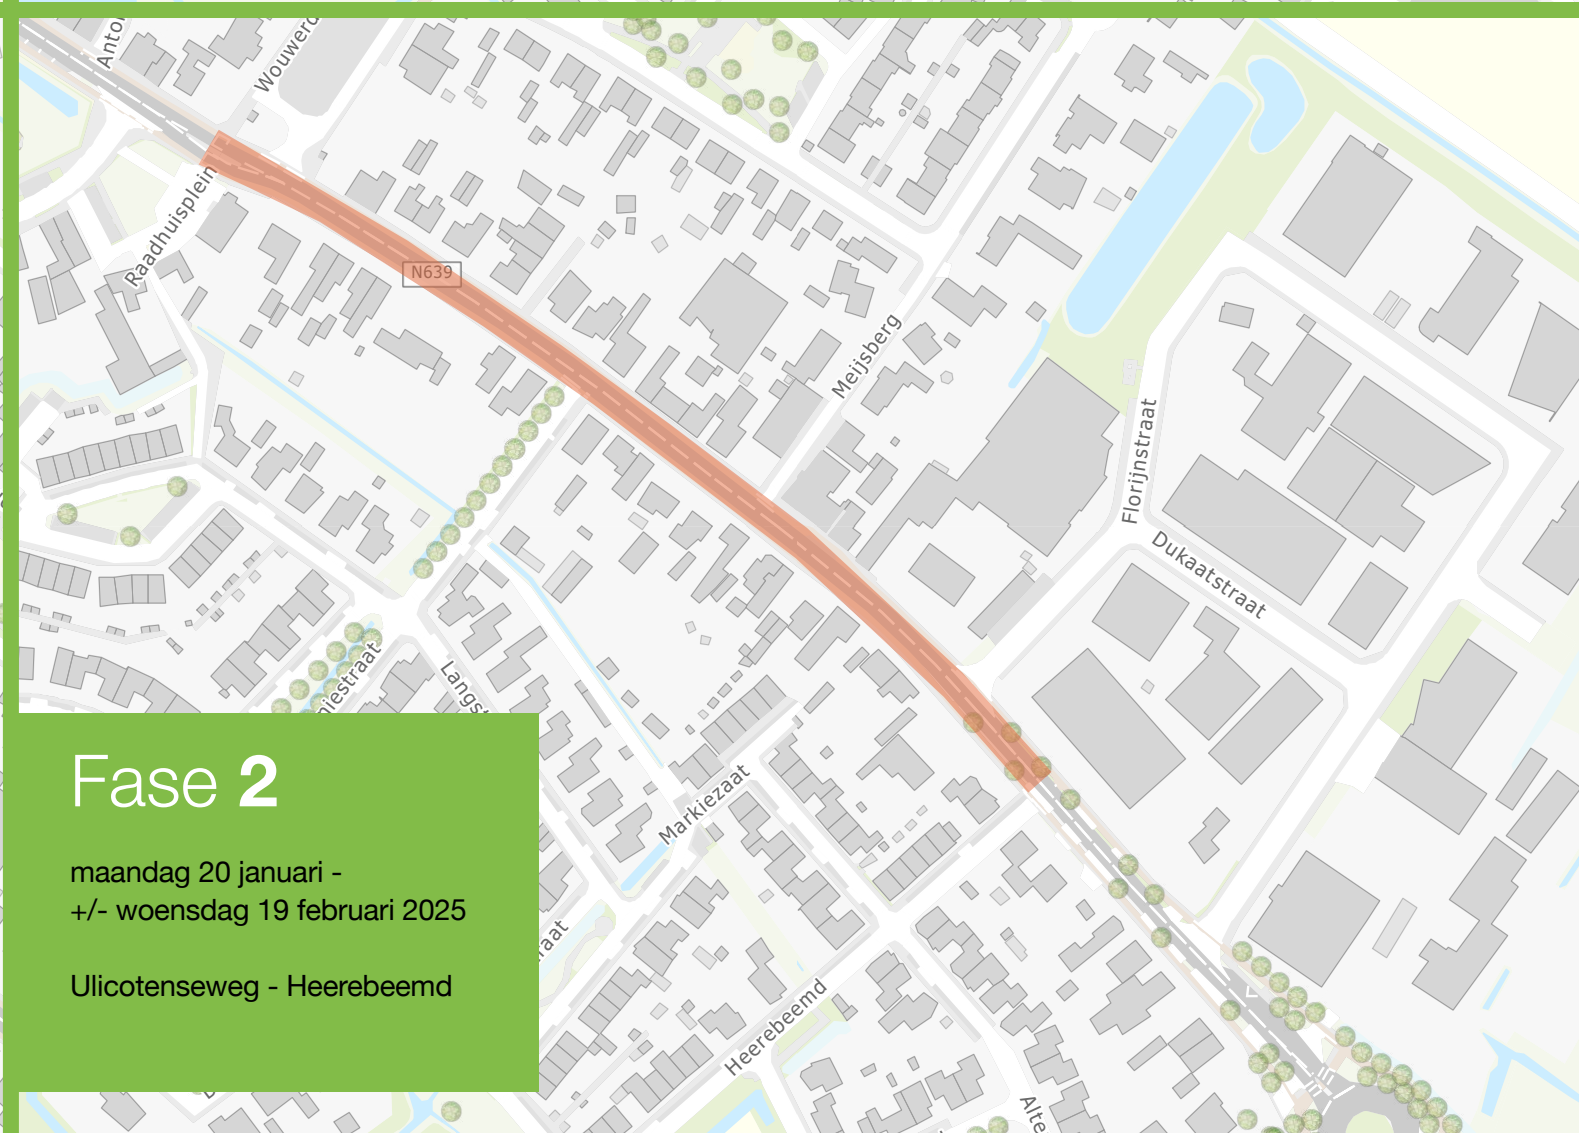 Raadhuisplein
N639
Meijsberg
Florijnstraat
Dukaatstraat
Markiezaat
Heerebeemd
Fase 2
maandag 20 januari -
+/- woensdag 19 februari 2025
Ulicotenseweg - Heerebeemd